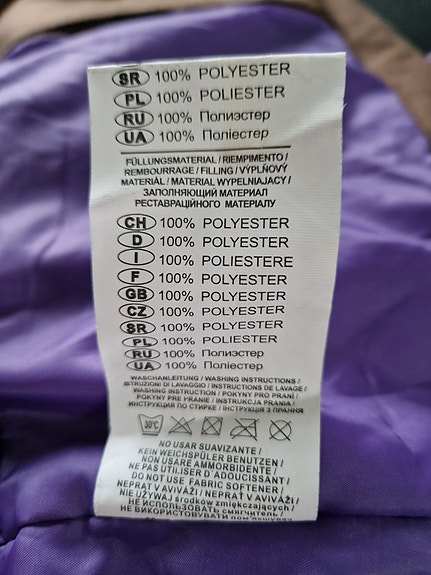 SR 100% POLYESTER
PL 100% POLIESTER
RU 100% Полиэстер
UA 100% Поліестер
FÜLLUNGSMATERIAL / RIEMPIMENTO /
REMBOURRAGE / FILLING / VÝPLŇOVÝ
MATERIÁL / MATERIAL WYPELNIAJACY /
ЗАПОЛНЯЮЩИЙ МАТЕРИАЛ
РЕСТАВРАЦІЙНОГО МАТЕРІАЛУ
CH 100% POLYESTER
D 100% POLYESTER
I 100% POLIESTERE
F 100% POLYESTER
GB 100% POLYESTER
CZ 100% POLYESTER
SR 100% POLYESTER
PL 100% POLIESTER
RU 100% Полиэстер
UA 100% Поліестер
WASCHANLEITUNG / WASHING INSTRUCTIONS /
ISTRUZIONI DI LAVAGGIO / INSTRUCTIONS DE LAVAGE /
WASHING INSTRUCTION / POKYNY PRO PRANI /
POKYNY PRE PRANIE / INSTRUKCJA PRANIA /
ИНСТРУКЦИЯ ПО СТИРКЕ / ІНСТРУКЦІЯ З ПРАННЯ
30°C
NO USAR SUAVIZANTE /
KEIN WEICHSPÜLER BENUTZEN /
NON USARE AMMORBIDENTE /
NE PAS UTILISER D'ADOUCISSANT /
DO NOT USE FABRIC SOFTENER /
NEPRAT V AVIVÁŽI / NEPRAŤ V AVIVÁŽI /
NIE UŻYWAJ środków zmiękczających /
НЕ ИСПОЛЬЗОВАТЬ смягчитель /
НЕ ВИКОРИСТОВУВАТИ